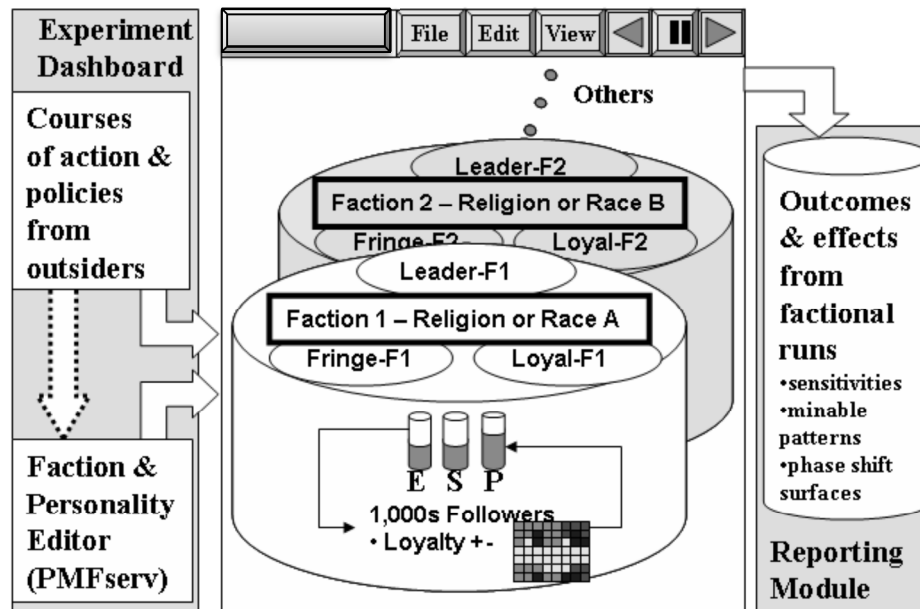 Experiment
Dashboard
Courses
of action &
policies
from
outsiders
Faction &
Personality
Editor
(PMFserv)
File Edit View
Others
Leader-F2
Faction 2 – Religion or Race B
Fringe-F2 Loyal-F2
Leader-F1
Faction 1 – Religion or Race A
Fringe-F1 Loyal-F1
E S P
1,000s Followers
• Loyalty +-
Outcomes
& effects
from
factional
runs
•sensitivities
•minable
patterns
•phase shift
surfaces
Reporting
Module